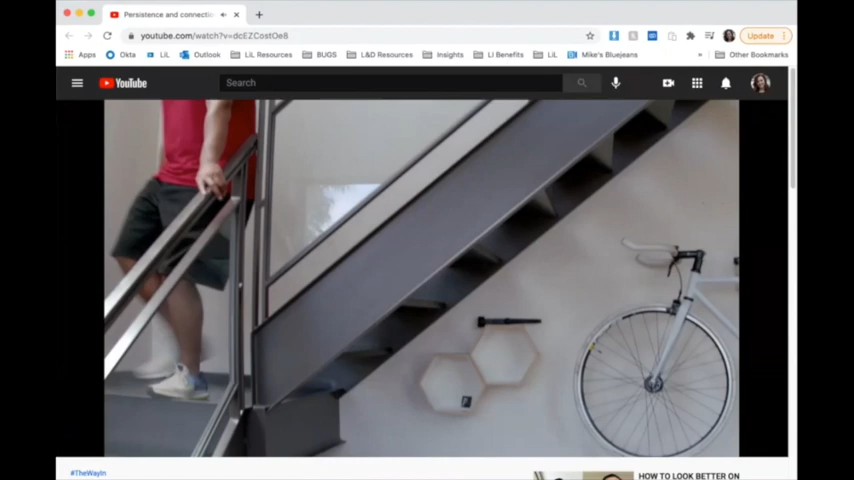 Persistence and connectio
youtube.com/watch?v=dcEZCostOe8
Update
Apps
Okta
LiL
Outlook
LiL Resources
BUGS
L&D Resources
Insights
LI Benefits
LiL
Mike's Bluejeans
Other Bookmarks
YouTube
Search
#TheWayIn
HOW TO LOOK BETTER ON